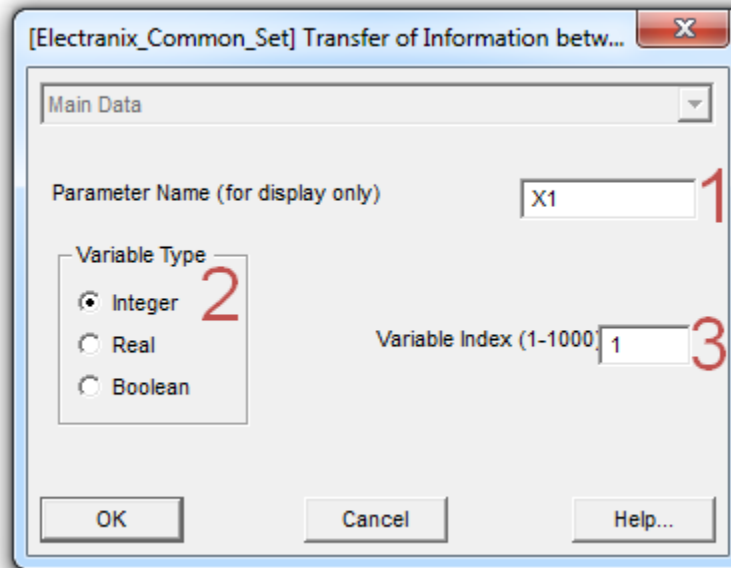 [Electranix_Common_Set] Transfer of Information betw...
X
Main Data
Parameter Name (for display only)
X1
1
Variable Type
Integer
2
Real
Boolean
Variable Index (1-1000)
1
3
OK
Cancel
Help...